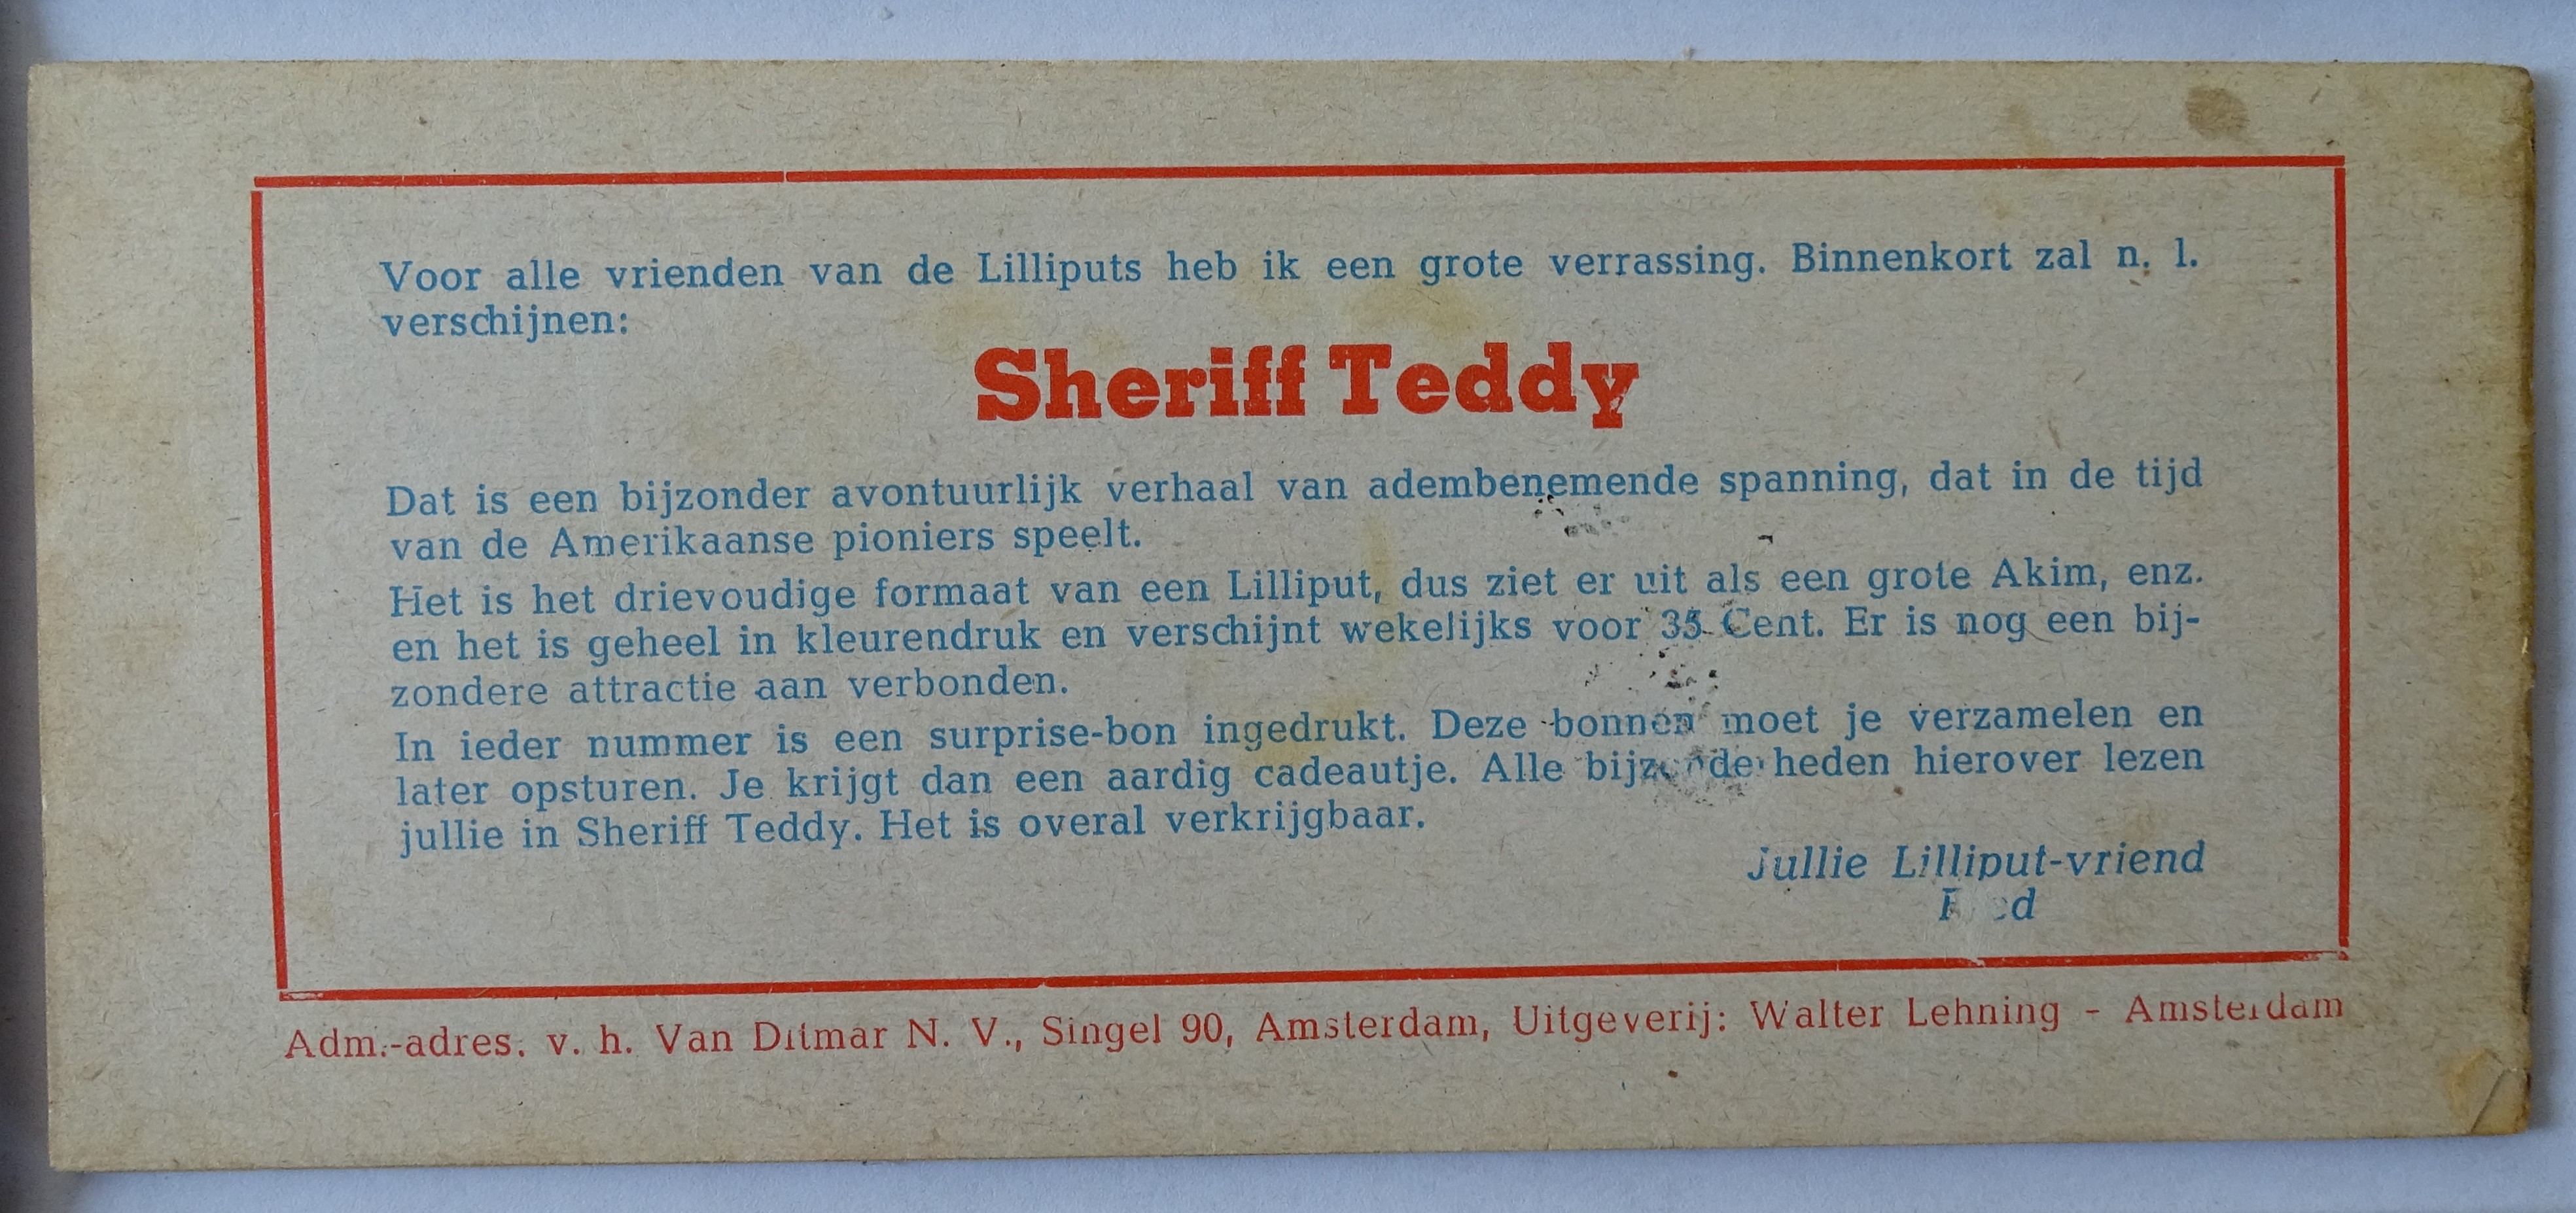 Voor alle vrienden van de Lilliputs heb ik een grote verrassing. Binnenkort zal n. l.
verschijnen:
Sheriff Teddy
Dat is een bijzonder avontuurlijk verhaal van adembenemende spanning, dat in de tijd
van de Amerikaanse pioniers speelt.
Het is het drievoudige formaat van een Lilliput, dus ziet er uit als een grote Akim, enz.
en het is geheel in kleurendruk en verschijnt wekelijks voor 35 Cent. Er is nog een bij-
zondere attractie aan verbonden.
In ieder nummer is een surprise-bon ingedrukt. Deze bonnen moet je verzamelen en
later opsturen. Je krijgt dan een aardig cadeautje. Alle bijzonderheden hierover lezen
jullie in Sheriff Teddy. Het is overal verkrijgbaar.
Jullie Lilliput-vriend
Adm.-adres. v. h. Van Ditmar N. V., Singel 90, Amsterdam, Uitgeverij: Walter Lehning - Amsterdam